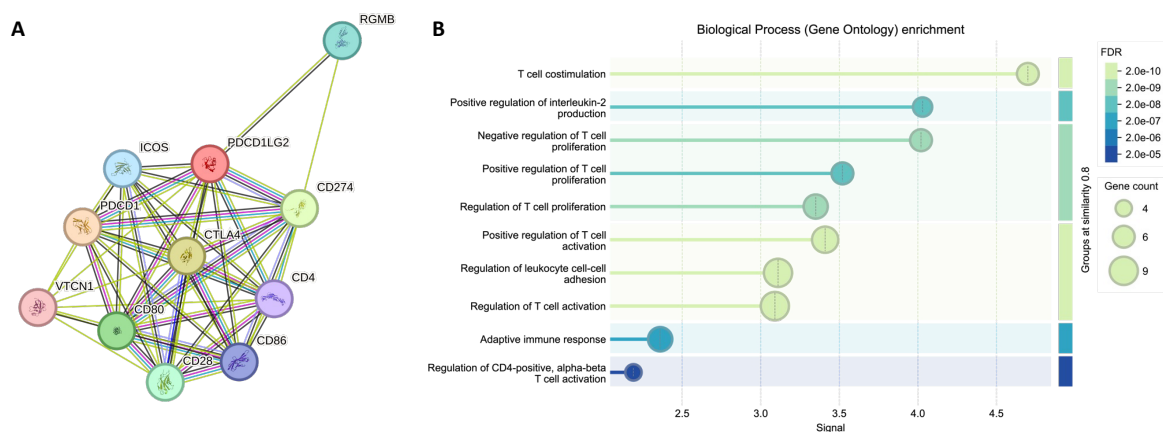 A
RGMB
ICOS
PDCD1LG2
CD274
PDCD1
CTLA4
VTCN1
CD4
CD80
CD86
CD28
B
Biological Process (Gene Ontology) enrichment
T cell costimulation
Positive regulation of interleukin-2
production
Negative regulation of T cell
proliferation
Positive regulation of T cell
proliferation
Regulation of T cell proliferation
Positive regulation of T cell
activation
Regulation of leukocyte cell-cell
adhesion
Regulation of T cell activation
Adaptive immune response
Regulation of CD4-positive, alpha-beta
T cell activation
2.5
3.0
3.5
4.0
4.5
Signal
Groups at similarity 0.8
FDR
2.0e-10
2.0e-09
2.0e-08
2.0e-07
2.0e-06
2.0e-05
Gene count
4
6
9